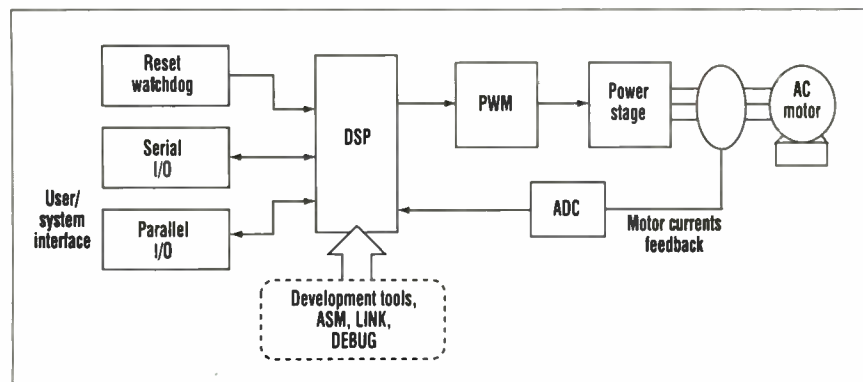 Reset
watchdog
Serial
I/O
User/
system
interface
Parallel
I/O
DSP
PWM
Power
stage
AC
motor
ADC
Motor currents
feedback
Development tools,
ASM, LINK,
DEBUG